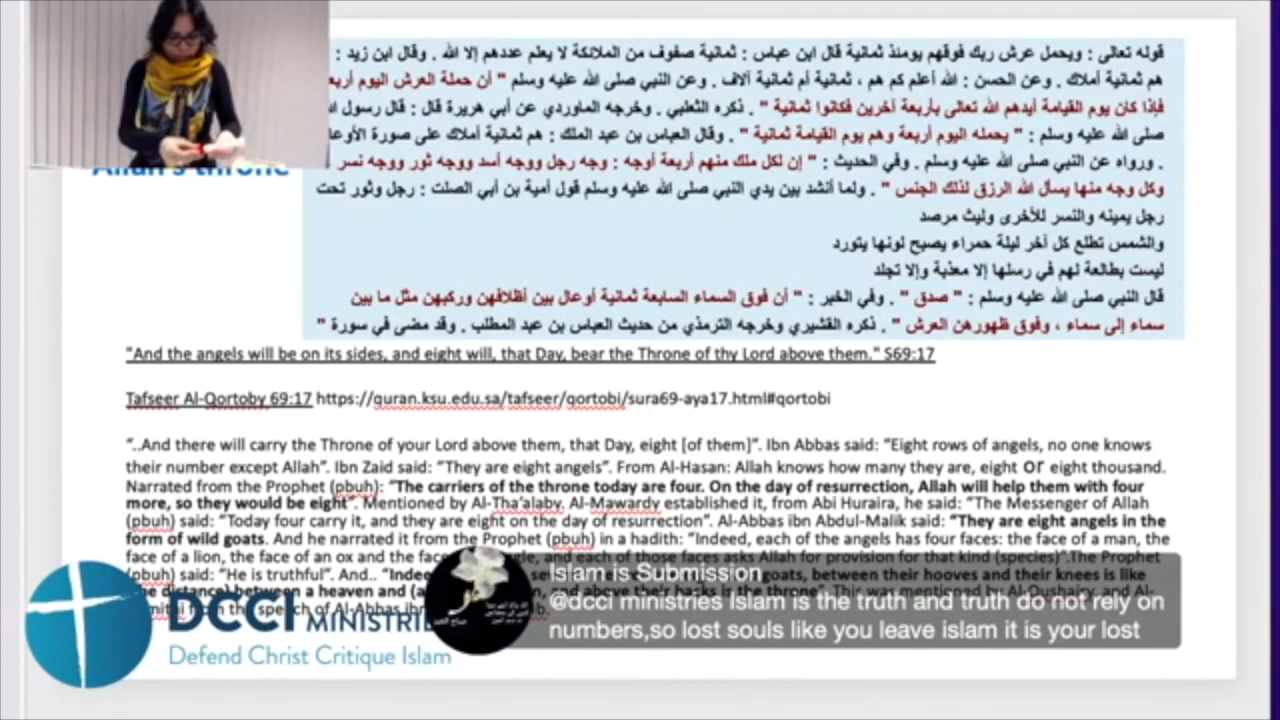 قوله تعالى : ويحمل عرش ربك فوقهم يومئذ ثمانية قال ابن عباس : ثمانية صفوف من الملائكة لا يعلم عددهم إلا الله . وقال ابن زيد :
هم ثمانية أملاك . وعن الحسن : الله أعلم كم هم ، ثمانية أم ثمانية آلاف . وعن النبي صلى الله عليه وسلم " أن حملة العرش اليوم
فإذا كان يوم القيامة أيدهم الله تعالى بأربعة آخرين فكانوا ثمانية " . ذكره الثعلبي . وخرجه الماوردي عن أبي هريرة قال : قال رسول
صلى الله عليه وسلم : " يحمله اليوم أربعة وهم يوم القيامة ثمانية " . وقال العباس بن عبد الملك : هم ثمانية أملاك على صورة
. ورواه عن النبي صلى الله عليه وسلم . وفي الحديث : " إن لكل ملك منهم أربعة أوجه : وجه رجل ووجه أسد ووجه ثور ووجه نسر
وكل وجه منها يسأل الله الرزق لذلك الجنس " . ولما أنشد بين يدي النبي صلى الله عليه وسلم قول أمية بن أبي الصلت : رجل وثور تحت
رجل يمينه والنسر للأخرى وليث مرصد
والشمس تطلع كل آخر ليلة حمراء يصبح لونها يتورد
ليست بطالعة لهم في رسلها إلا معذبة وإلا تجلد
قال النبي صلى الله عليه وسلم : " صدق " . وفي الخبر : " أن فوق السماء السابعة ثمانية أوعال بين أظلافهن وركبهن مثل ما بين
سماء إلى سماء ، وفوق ظهورهن العرش " . ذكره القشيري وخرجه الترمذي من حديث العباس بن عبد المطلب . وقد مضى في سورة "
Allah's throne
"And the angels will be on its sides, and eight will, that Day, bear the Throne of thy Lord above them." S69:17
Tafseer Al-Qortoby 69:17 https://quran.ksu.edu.sa/tafseer/qortobi/sura69-aya17.html#qortobi
"..And there will carry the Throne of your Lord above them, that Day, eight [of them]". Ibn Abbas said: "Eight rows of angels, no one knows
their number except Allah". Ibn Zaid said: "They are eight angels". From Al-Hasan: Allah knows how many they are, eight or eight thousand.
Narrated from the Prophet (pbuh): "The carriers of the throne today are four. On the day of resurrection, Allah will help them with four
more, so they would be eight". Mentioned by Al-Tha'alaby, Al-Mawardy established it, from Abi Huraira, he said: "The Messenger of Allah
(pbuh) said: "Today four carry it, and they are eight on the day of resurrection". Al-Abbas ibn Abdul-Malik said: "They are eight angels in the
form of wild goats. And he narrated it from the Prophet (pbuh) in a hadith: "Indeed, each of the angels has four faces: the face of a man, the
face of a lion, the face of an ox and the face and each of those faces asks Allah for provision for that kind (species)".The Prophet
(pbuh) said: "He is truthful". And.. goats, between their hooves and their knees is like
distance) between a heaven and and above their backs is the throne". This was mentioned by Al-Qushairy, and
from the speech of Al-Abbas
Islam is Submission
@dcci ministries Islam is the truth and truth do not rely on
numbers,so lost souls like you leave islam it is your lost
DCCI
Defend Christ Critique Islam